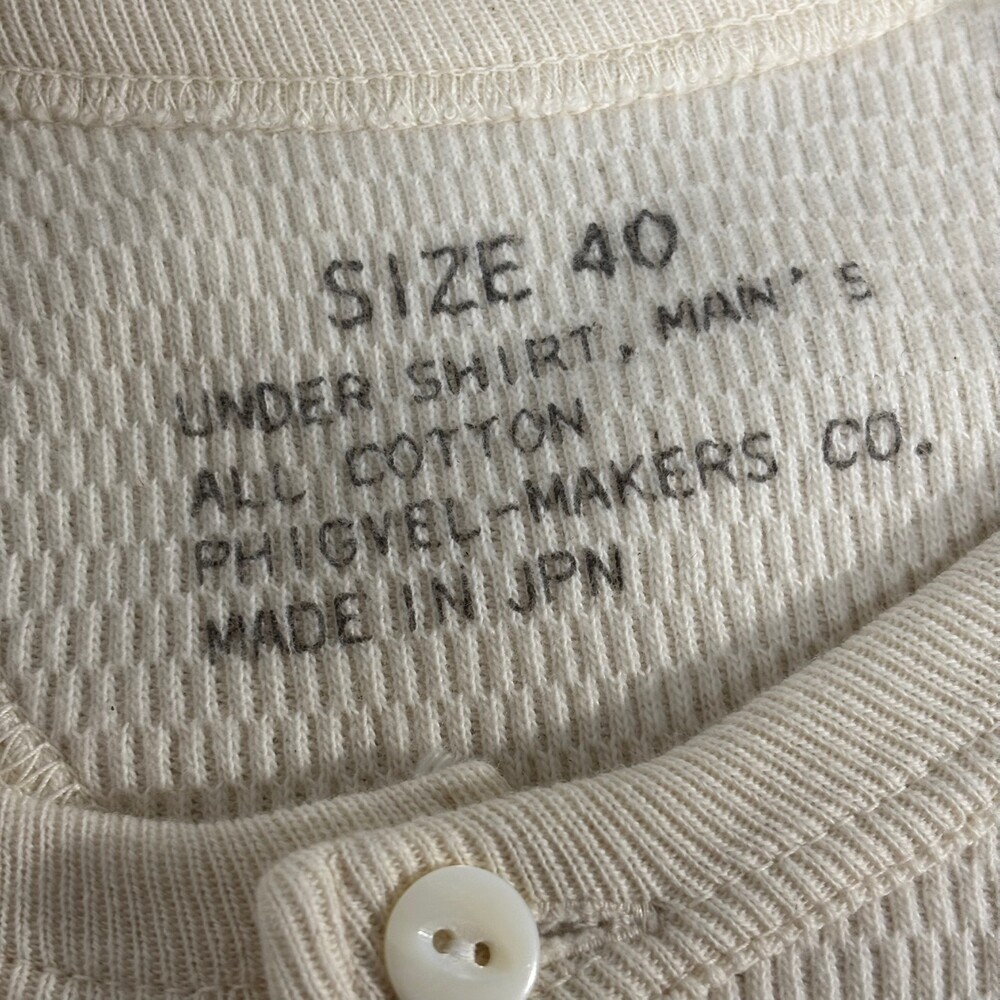 SIZE 40
UNDER SHIRT, MAN'S
ALL COTTON
PHIGVEL-MAKERS CO.
MADE IN JPN